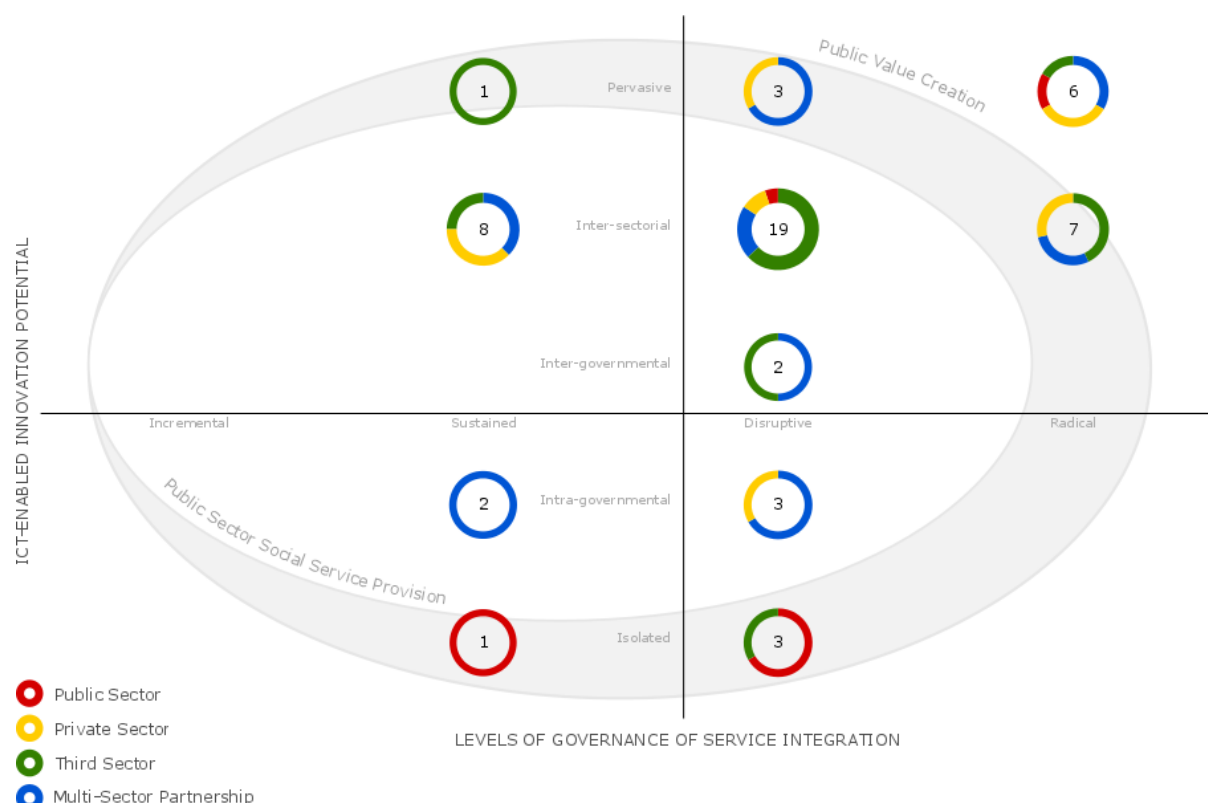 Public Value Creation
1
Pervasive
3
6
8
Inter-sectorial
19
7
ICT-ENABLED INNOVATION POTENTIAL
Inter-governmental
2
Incremental
Sustained
Disruptive
Radical
Public Sector Social Service Provision
2
Intra-governmental
3
1
Isolated
3
Public Sector
Private Sector
Third Sector
Multi-Sector Partnership
LEVELS OF GOVERNANCE OF SERVICE INTEGRATION